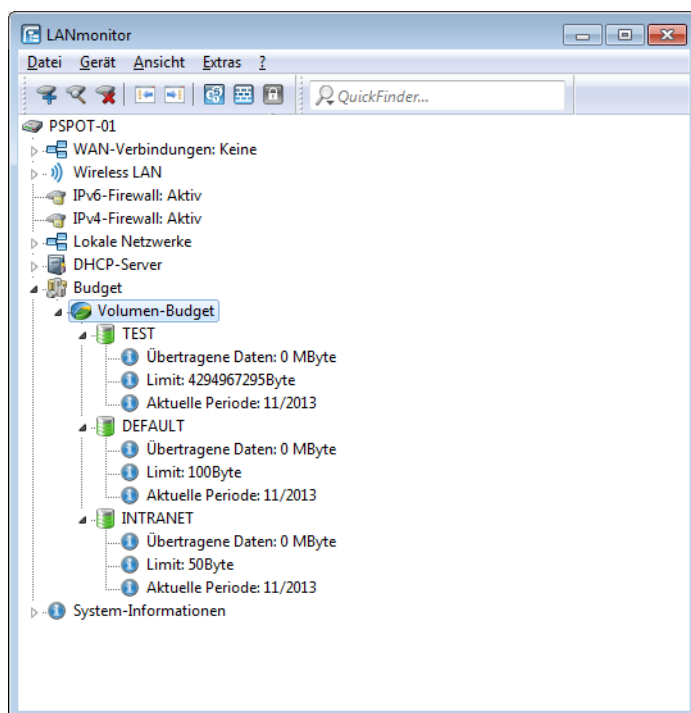 LANmonitor
Datei Gerät Ansicht Extras ?
QuickFinder...
PSPOT-01
WAN-Verbindungen: Keine
Wireless LAN
IPv6-Firewall: Aktiv
IPv4-Firewall: Aktiv
Lokale Netzwerke
DHCP-Server
Budget
Volumen-Budget
TEST
Übertragene Daten: 0 MByte
Limit: 4294967295Byte
Aktuelle Periode: 11/2013
DEFAULT
Übertragene Daten: 0 MByte
Limit: 100Byte
Aktuelle Periode: 11/2013
INTRANET
Übertragene Daten: 0 MByte
Limit: 50Byte
Aktuelle Periode: 11/2013
System-Informationen